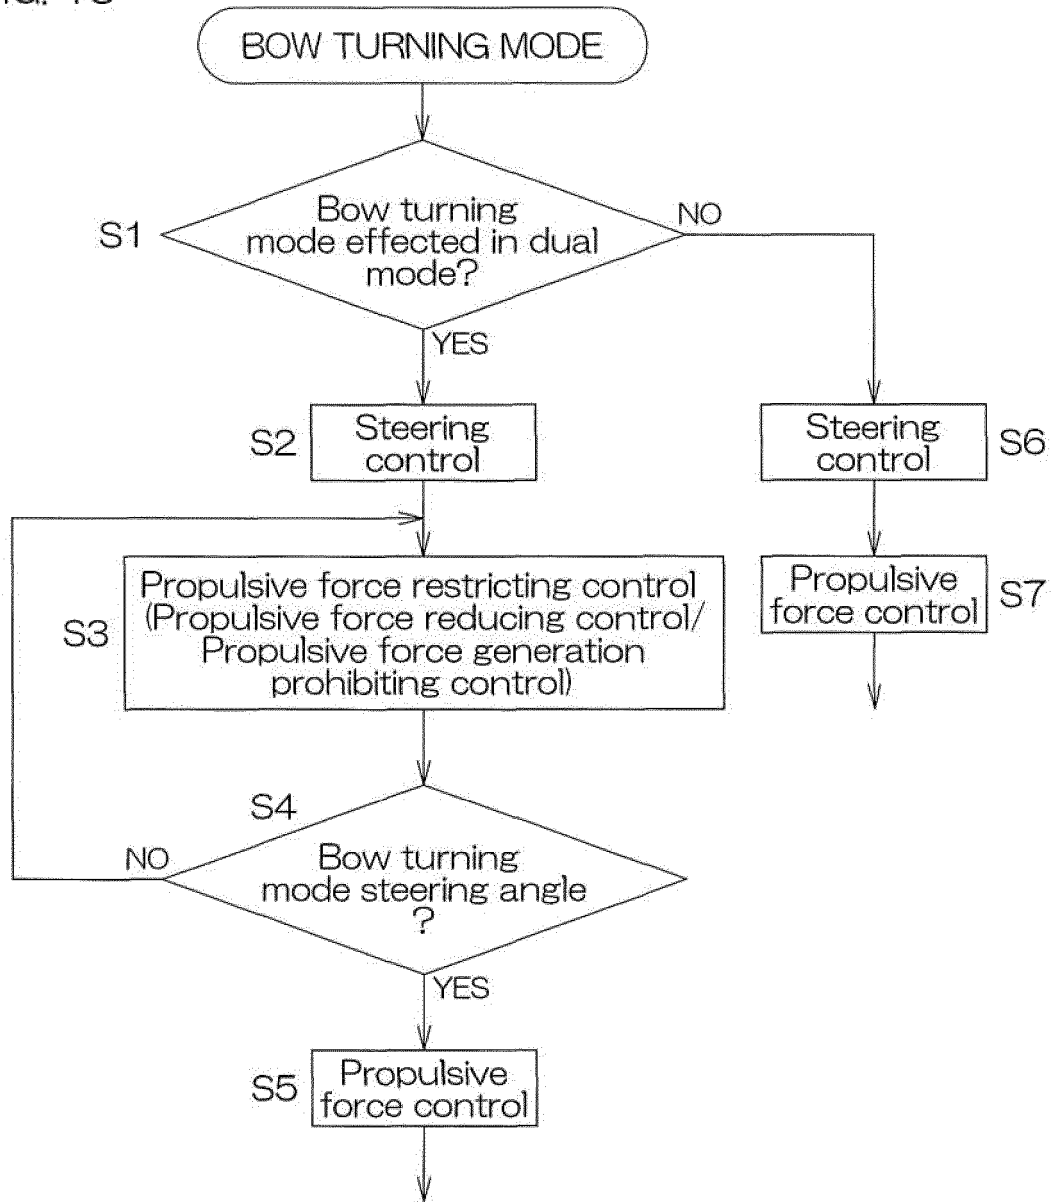 BOW TURNING MODE
S1
Bow turning
mode effected in dual
mode?
NO
YES
S2
Steering
control
Steering
control
S6
S3
Propulsive force restricting control
(Propulsive force reducing control/
Propulsive force generation
prohibiting control)
Propulsive
force control
S7
S4
NO
Bow turning
mode steering angle
?
YES
S5
Propulsive
force control